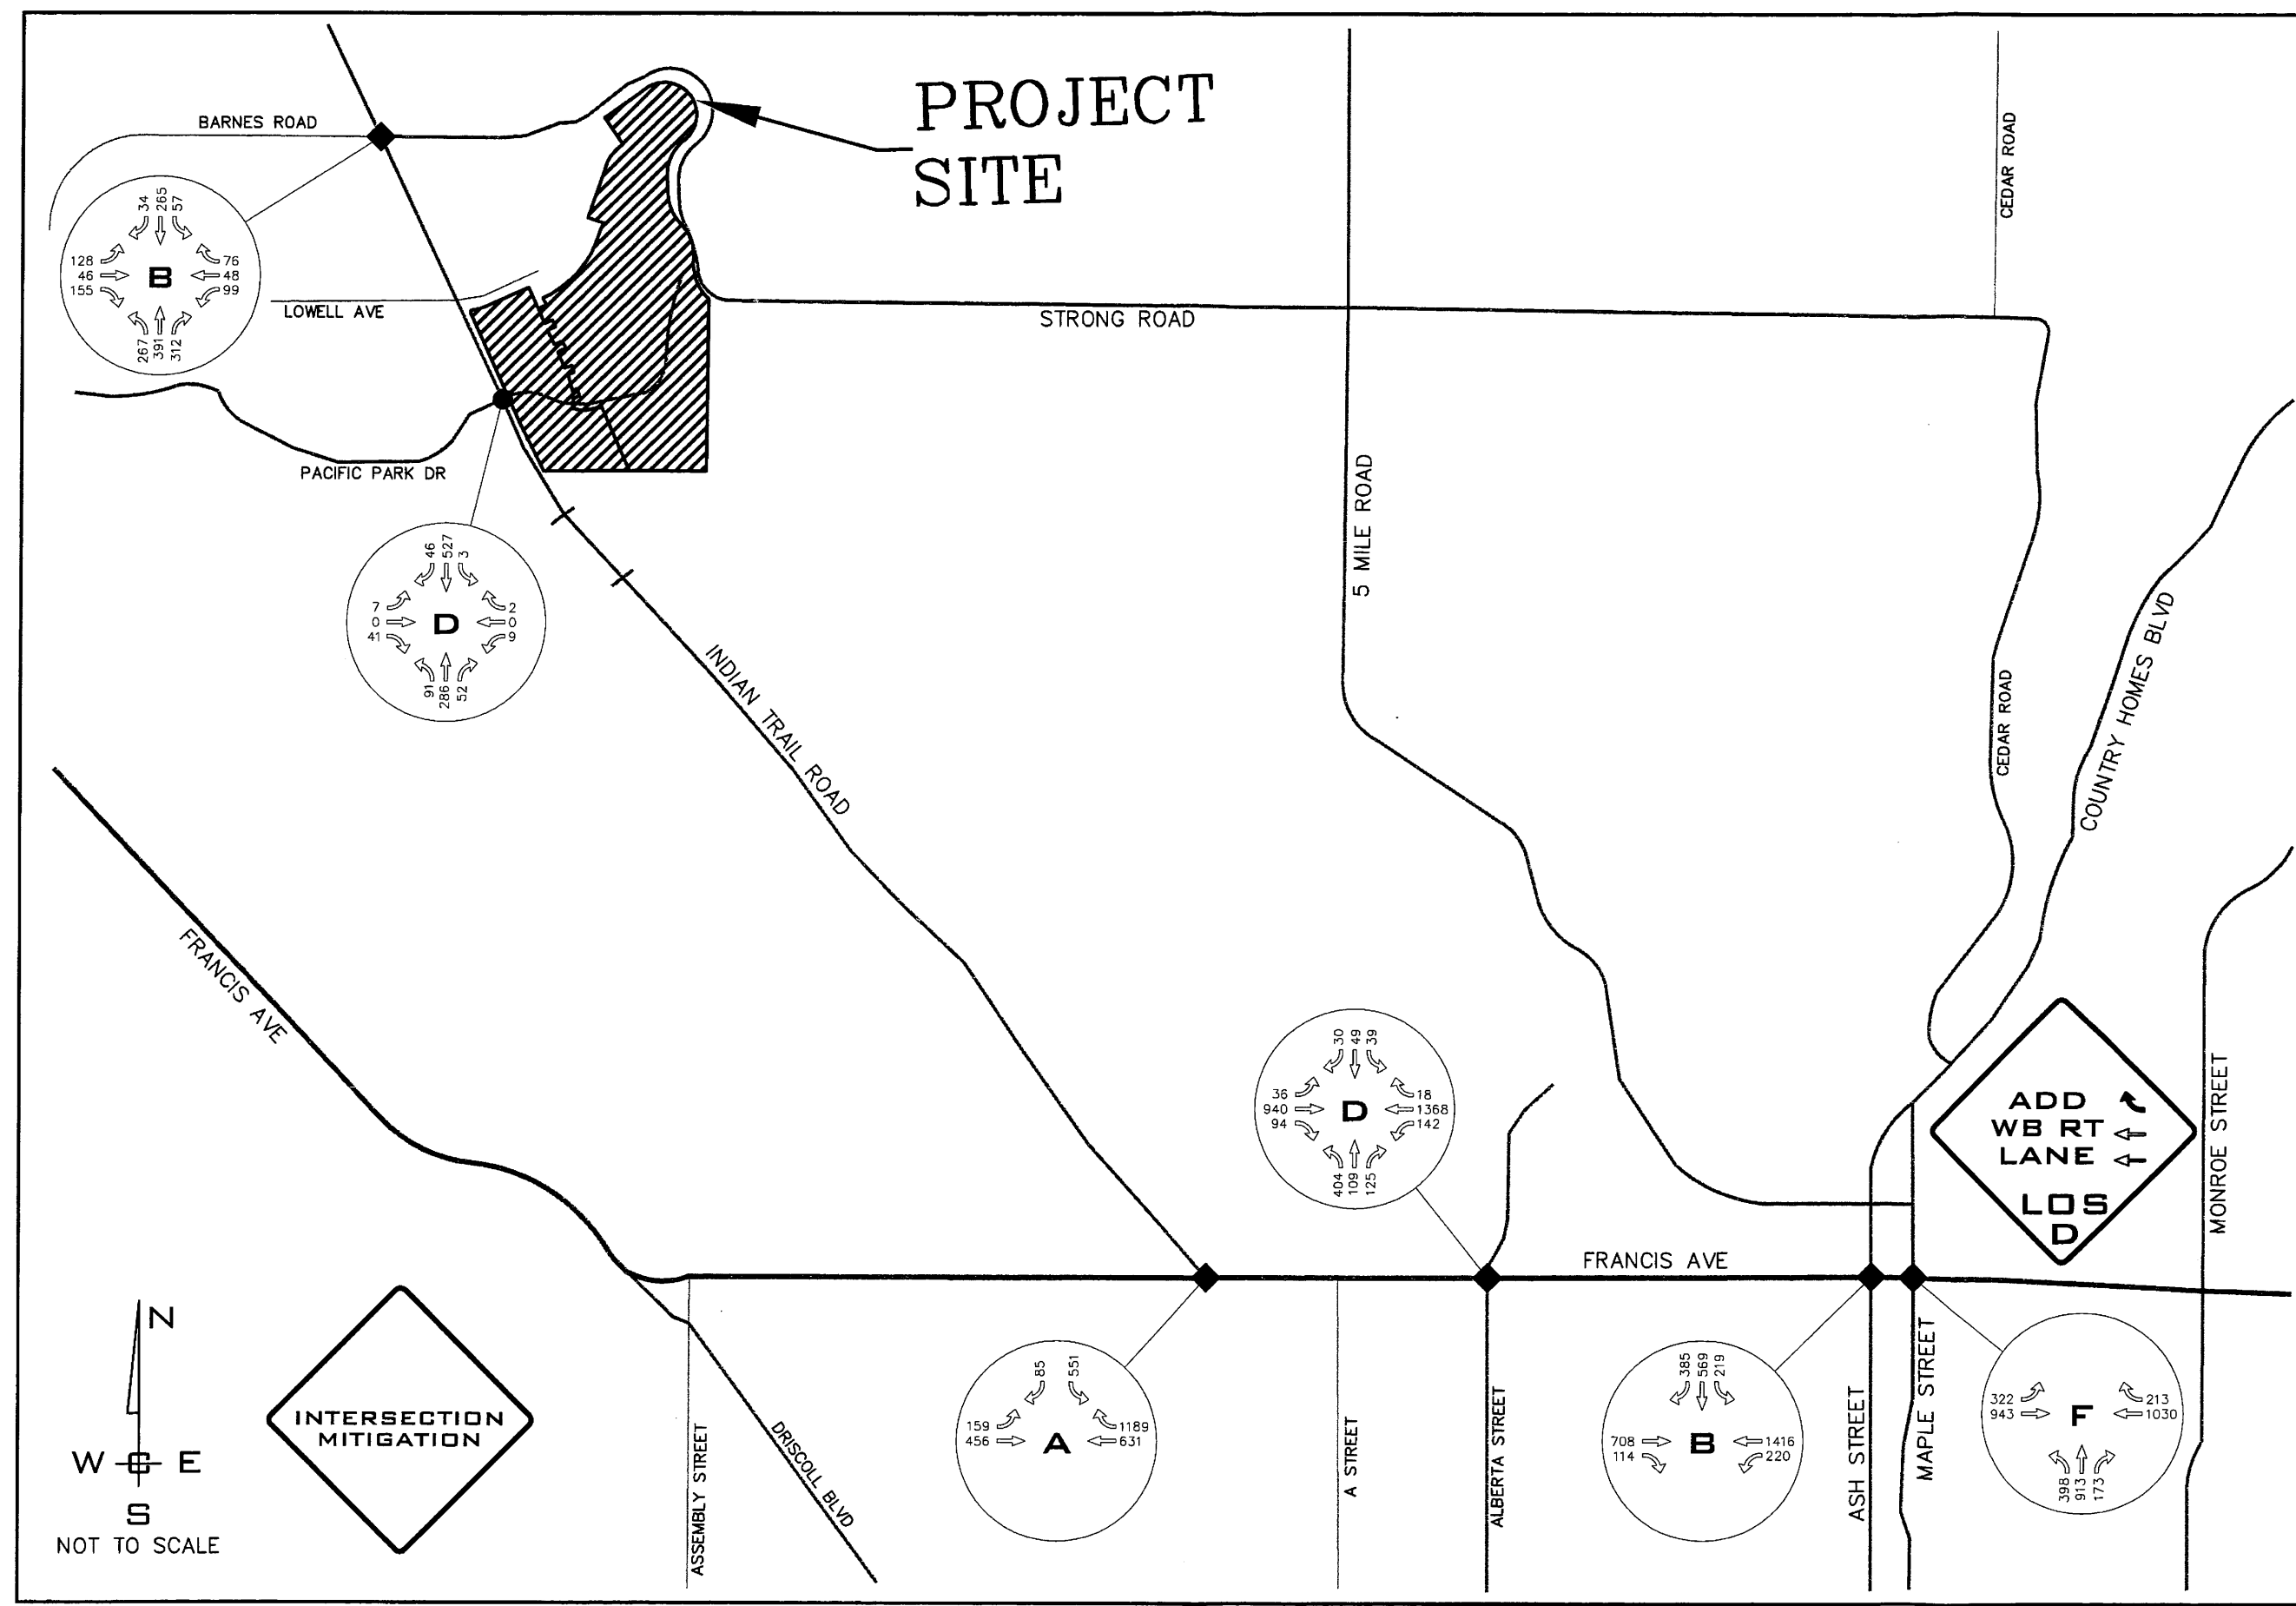 PROJECT
SITE
BARNES ROAD
CEDAR ROAD
34
265
57
128
46
155
B
76
48
99
267
391
312
LOWELL AVE
STRONG ROAD
PACIFIC PARK DR
5 MILE ROAD
46
527
3
7
0
41
D
2
0
9
91
286
52
INDIAN TRAIL ROAD
CEDAR ROAD
COUNTRY HOMES BLVD
FRANCIS AVE
30
49
39
36
940
94
D
18
1368
142
404
109
125
ADD
WB RT
LANE
LOS
D
MONROE STREET
FRANCIS AVE
N
W
E
S
NOT TO SCALE
INTERSECTION
MITIGATION
ASSEMBLY STREET
DRISCOLL BLVD
85
551
159
456
A
1189
631
A STREET
ALBERTA STREET
385
569
219
708
114
B
1416
220
ASH STREET
MAPLE STREET
322
943
F
213
1030
398
913
173